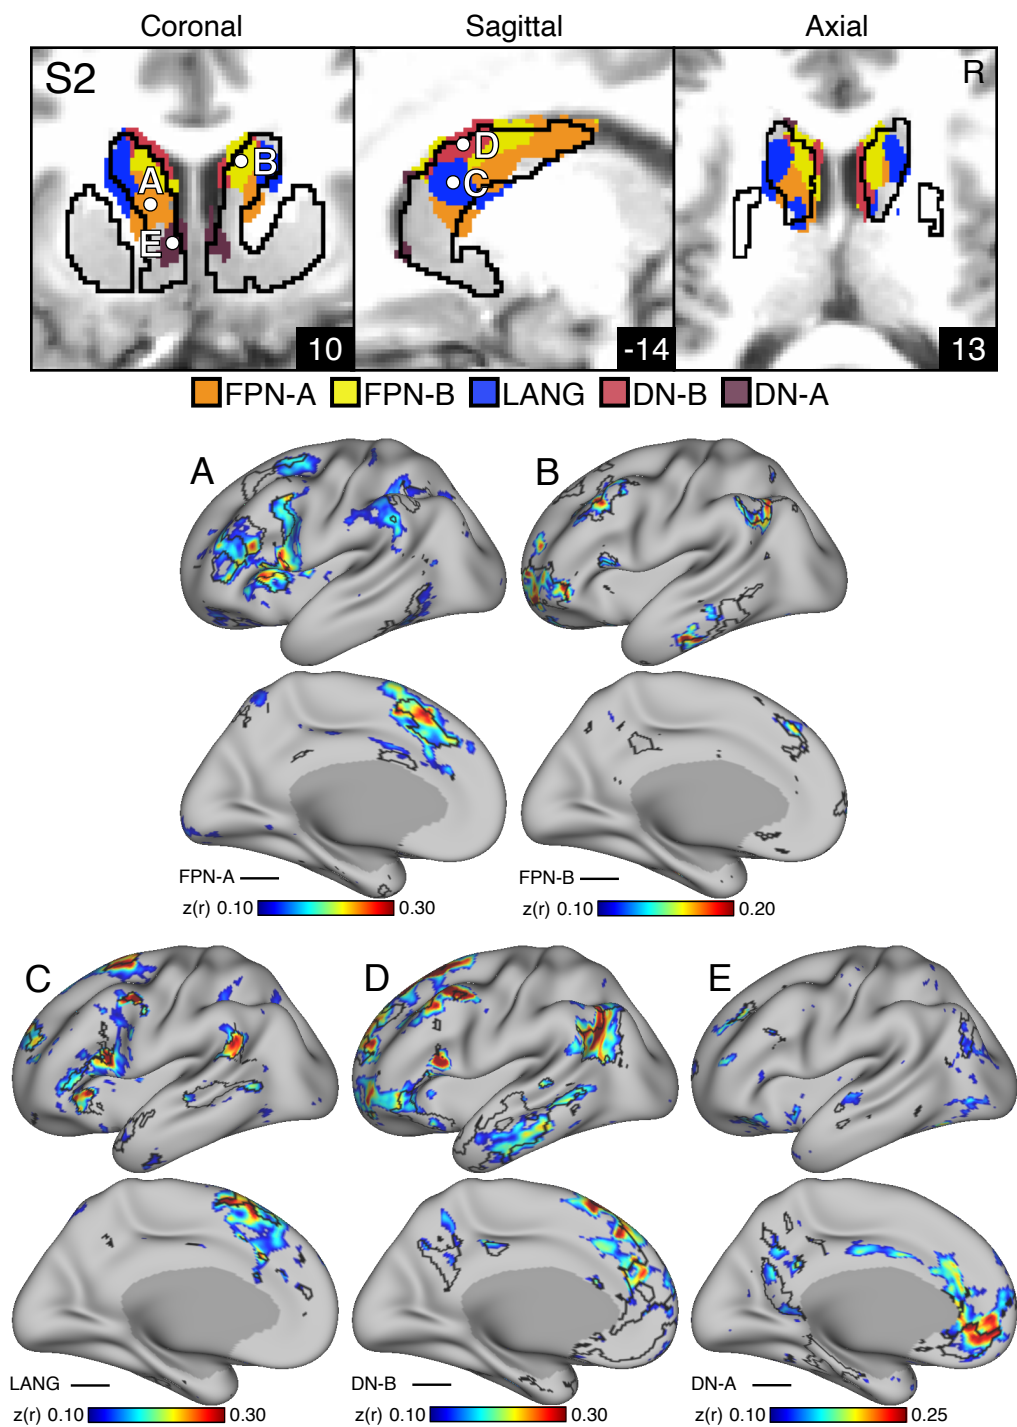 Coronal Sagittal Axial
S2 R
A B D C E
10 -14 13
FPN-A FPN-B LANG DN-B DN-A
A B
FPN-A FPN-B
z(r) 0.10 0.30 z(r) 0.10 0.20
C D E
LANG DN-B DN-A
z(r) 0.10 0.30 z(r) 0.10 0.30 z(r) 0.10 0.25